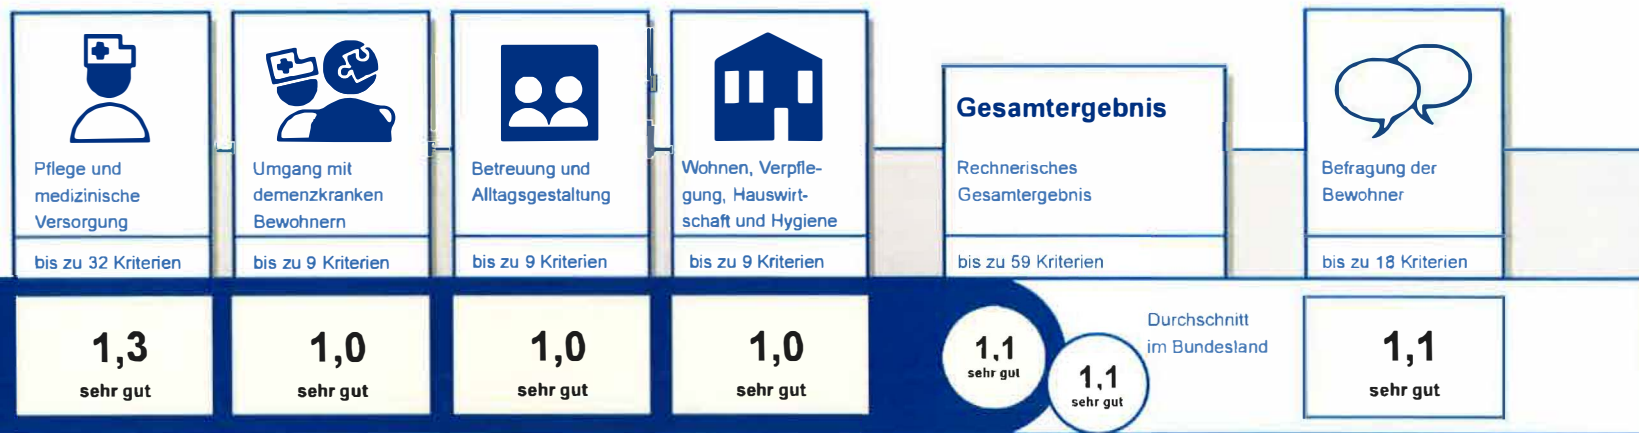 Pflege und
medizinische
Versorgung
bis zu 32 Kriterien
1,3
sehr gut
Umgang mit
demenzkranken
Bewohnern
bis zu 9 Kriterien
1,0
sehr gut
Betreuung und
Alltagsgestaltung
bis zu 9 Kriterien
1,0
sehr gut
Wohnen, Verpfle-
gung, Hauswirt-
schaft und Hygiene
bis zu 9 Kriterien
1,0
sehr gut
Gesamtergebnis
Rechnerisches
Gesamtergebnis
bis zu 59 Kriterien
1,1
sehr gut
Durchschnitt
im Bundesland
1,1
sehr gut
Befragung der
Bewohner
bis zu 18 Kriterien
1,1
sehr gut